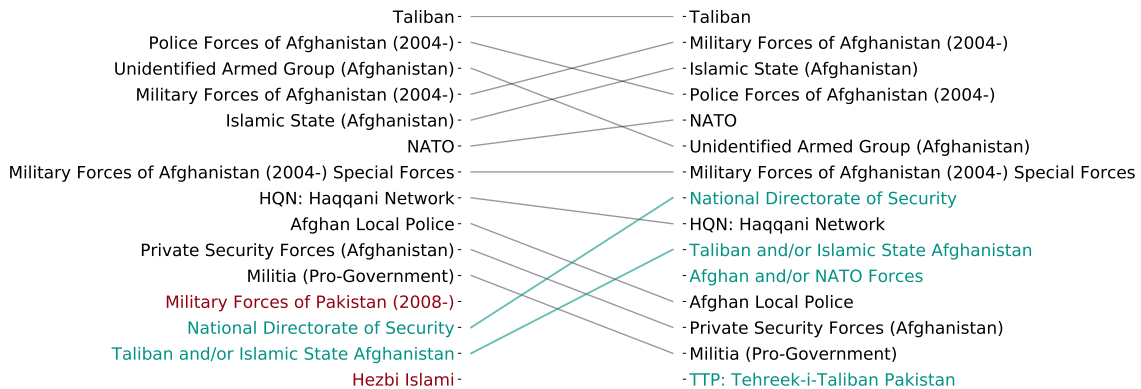 Taliban
Police Forces of Afghanistan (2004-)
Unidentified Armed Group (Afghanistan)
Military Forces of Afghanistan (2004-)
Islamic State (Afghanistan)
NATO
Military Forces of Afghanistan (2004-) Special Forces
HQN: Haqqani Network
Afghan Local Police
Private Security Forces (Afghanistan)
Militia (Pro-Government)
Military Forces of Pakistan (2008-)
National Directorate of Security
Taliban and/or Islamic State Afghanistan
Hezbi Islami
Taliban
Military Forces of Afghanistan (2004-)
Islamic State (Afghanistan)
Police Forces of Afghanistan (2004-)
NATO
Unidentified Armed Group (Afghanistan)
Military Forces of Afghanistan (2004-) Special Forces
National Directorate of Security
HQN: Haqqani Network
Taliban and/or Islamic State Afghanistan
Afghan and/or NATO Forces
Afghan Local Police
Private Security Forces (Afghanistan)
Militia (Pro-Government)
TTP: Tehreek-i-Taliban Pakistan